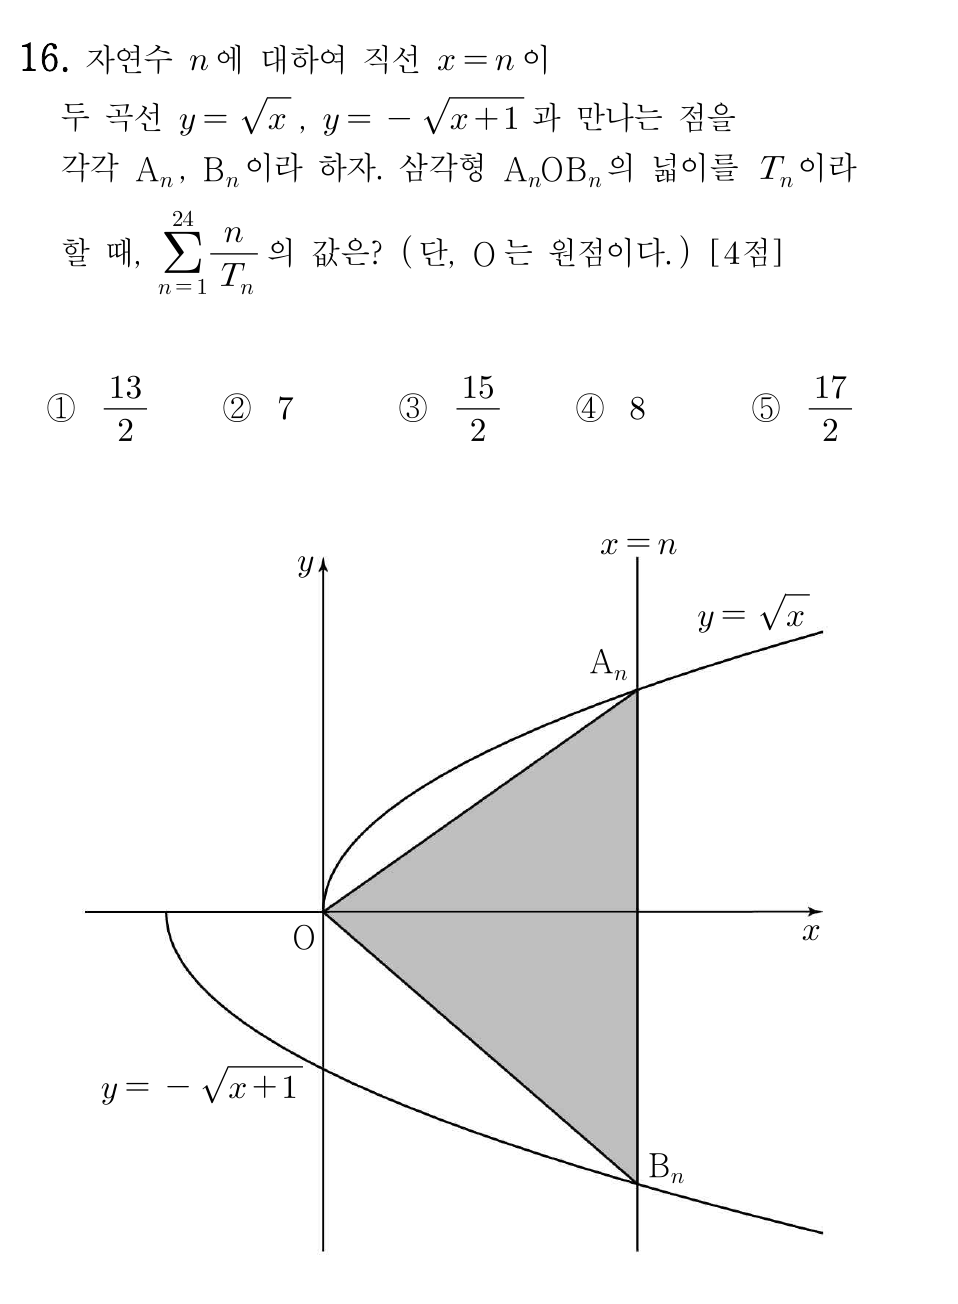 16. 자연수 n에 대하여 직선 x=n이
두 곡선 y=√x, y=-√(x+1)과 만나는 점을
각각 Aₙ, Bₙ이라 하자. 삼각형 AₙOBₙ의 넓이를 Tₙ이라
할 때, ∑_{n=1}^{24} n/Tₙ의 값은? (단, O는 원점이다.) [4점]
① 13/2 ② 7 ③ 15/2 ④ 8 ⑤ 17/2
x=n
y
y=√x
Aₙ
O
x
y=-√(x+1)
Bₙ